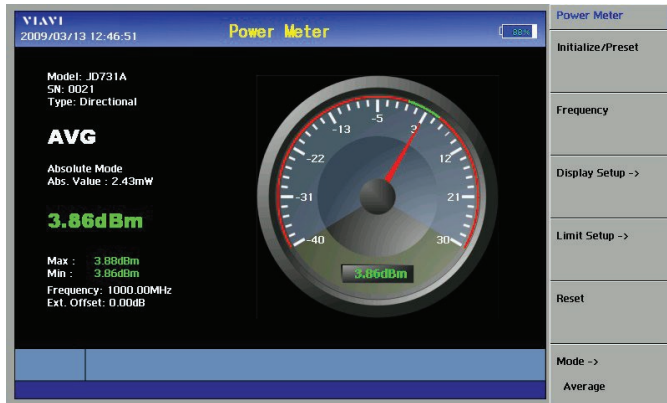 VIAVI
2009/03/13 12:46:51
Power Meter
88%
Model: JD731A
SN: 0021
Type: Directional
AVG
Absolute Mode
Abs. Value : 2.43mW
3.86dBm
Max : 3.88dBm
Min : 3.86dBm
Frequency: 1000.00MHz
Ext. Offset: 0.00dB
-40
-31
-22
-13
-5
3
12
21
30
3.86dBm
Power Meter
Initialize/Preset
Frequency
Display Setup ->
Limit Setup ->
Reset
Mode ->
Average